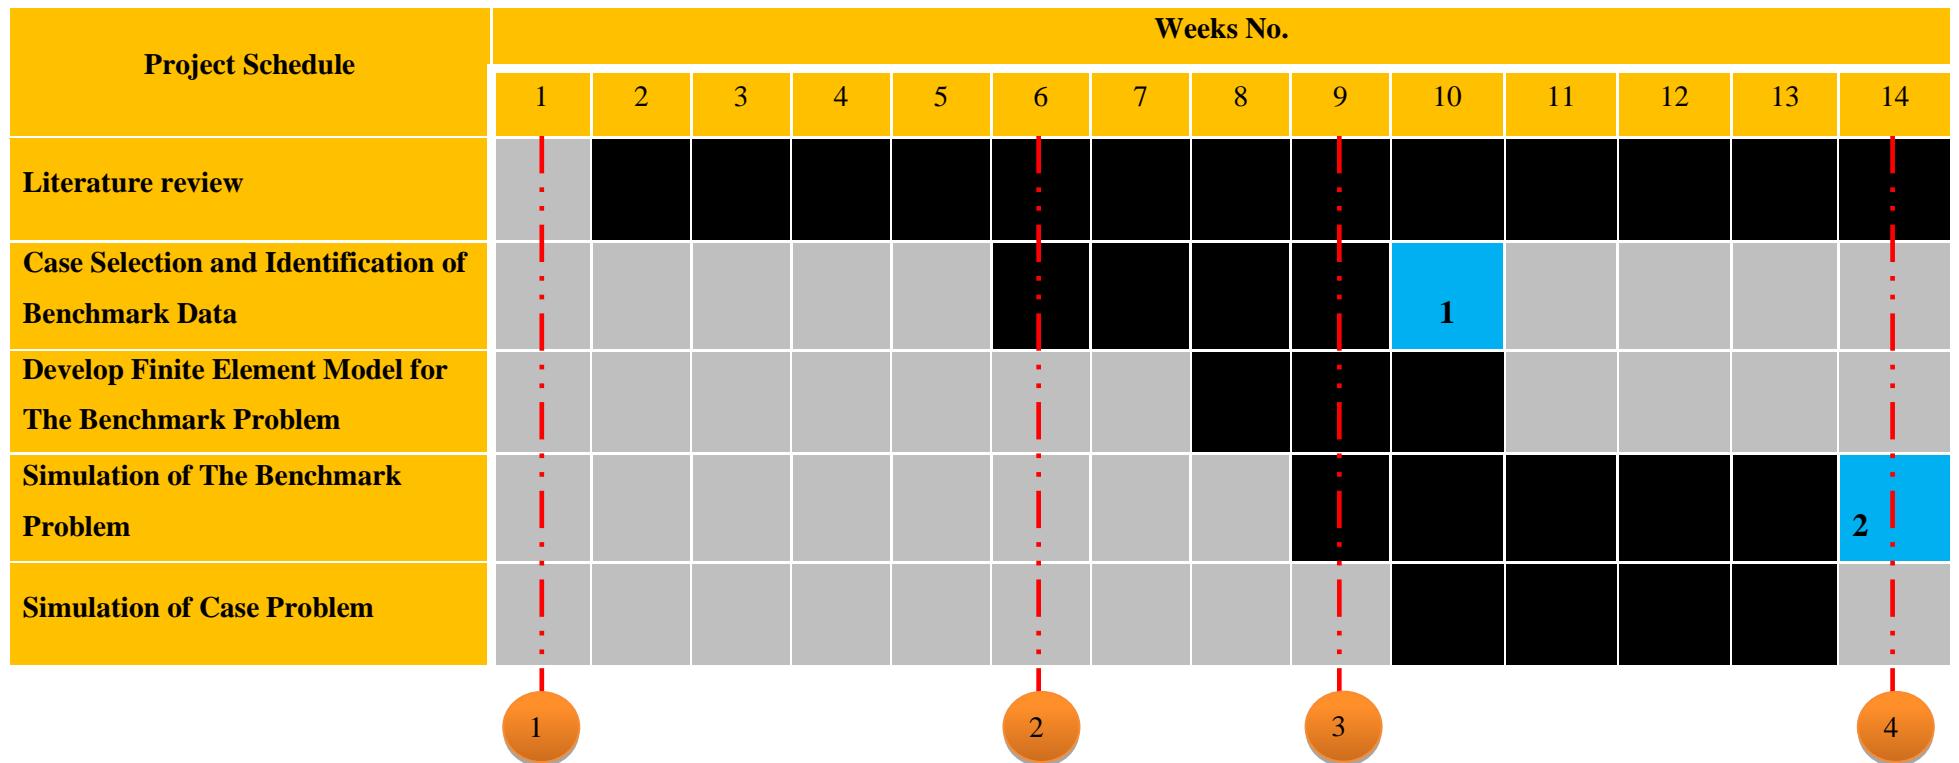 Weeks No.
Project Schedule
1 2 3 4 5 6 7 8 9 10 11 12 13 14
Literature review
Case Selection and Identification of
Benchmark Data
1
Develop Finite Element Model for
The Benchmark Problem
Simulation of The Benchmark
Problem
2
Simulation of Case Problem
1 2 3 4